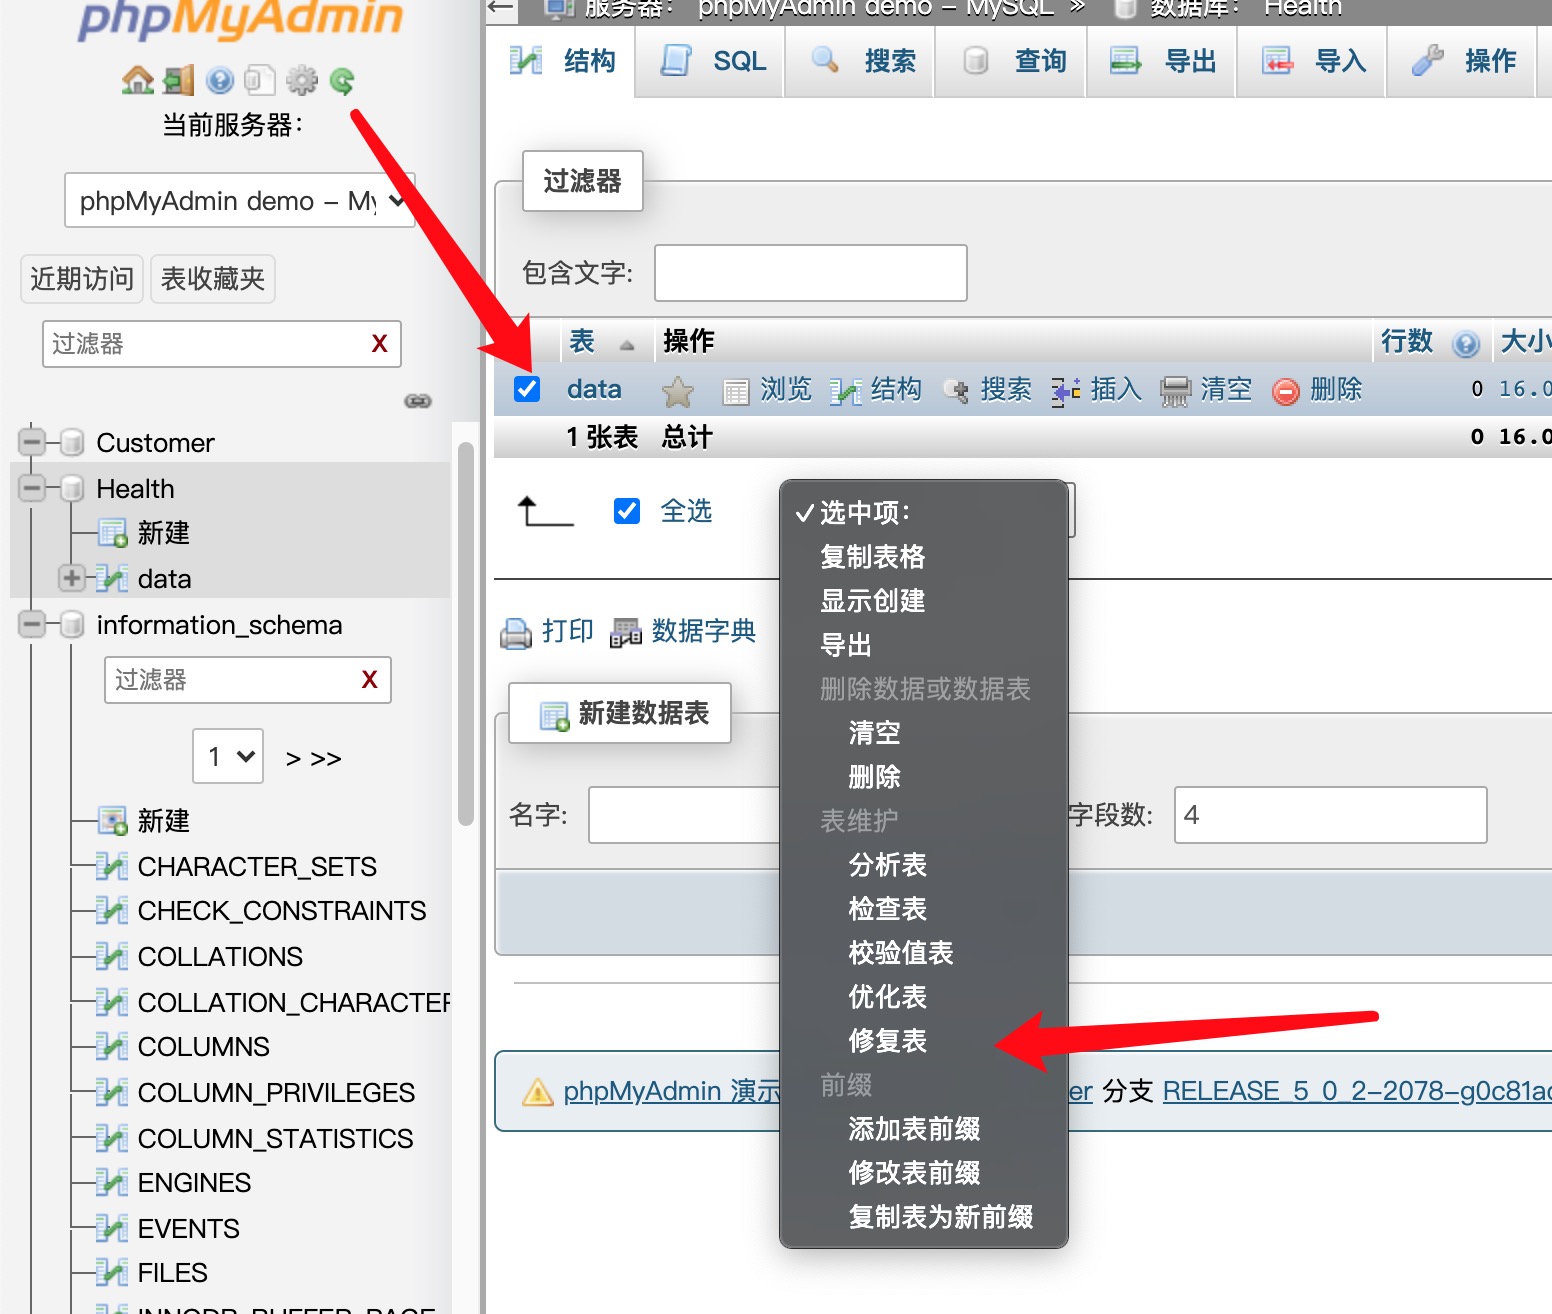 phpMyAdmin
当前服务器：
phpMyAdmin demo - My
近期访问 表收藏夹
过滤器 X
Customer
Health
新建
data
information_schema
过滤器 X
1 > >>
新建
CHARACTER_SETS
CHECK_CONSTRAINTS
COLLATIONS
COLLATION_CHARACTER
COLUMNS
COLUMN_PRIVILEGES
COLUMN_STATISTICS
ENGINES
EVENTS
FILES
INNODB_BUFFER_PAGE
服务器： phpMyAdmin demo - MySQL » 数据库： Health
结构 SQL 搜索 查询 导出 导入 操作
过滤器
包含文字:
表 操作 行数 大小
data 浏览 结构 搜索 插入 清空 删除 0 16.0
1 张表 总计 0 16.0
全选
✓选中项：
复制表格
显示创建
导出
删除数据或数据表
清空
删除
表维护
分析表
检查表
校验值表
优化表
修复表
前缀
添加表前缀
修改表前缀
复制表为新前缀
打印 数据字典
新建数据表
名字: 字段数: 4
phpMyAdmin 演示 er 分支 RELEASE_5_0_2-2078-g0c81a